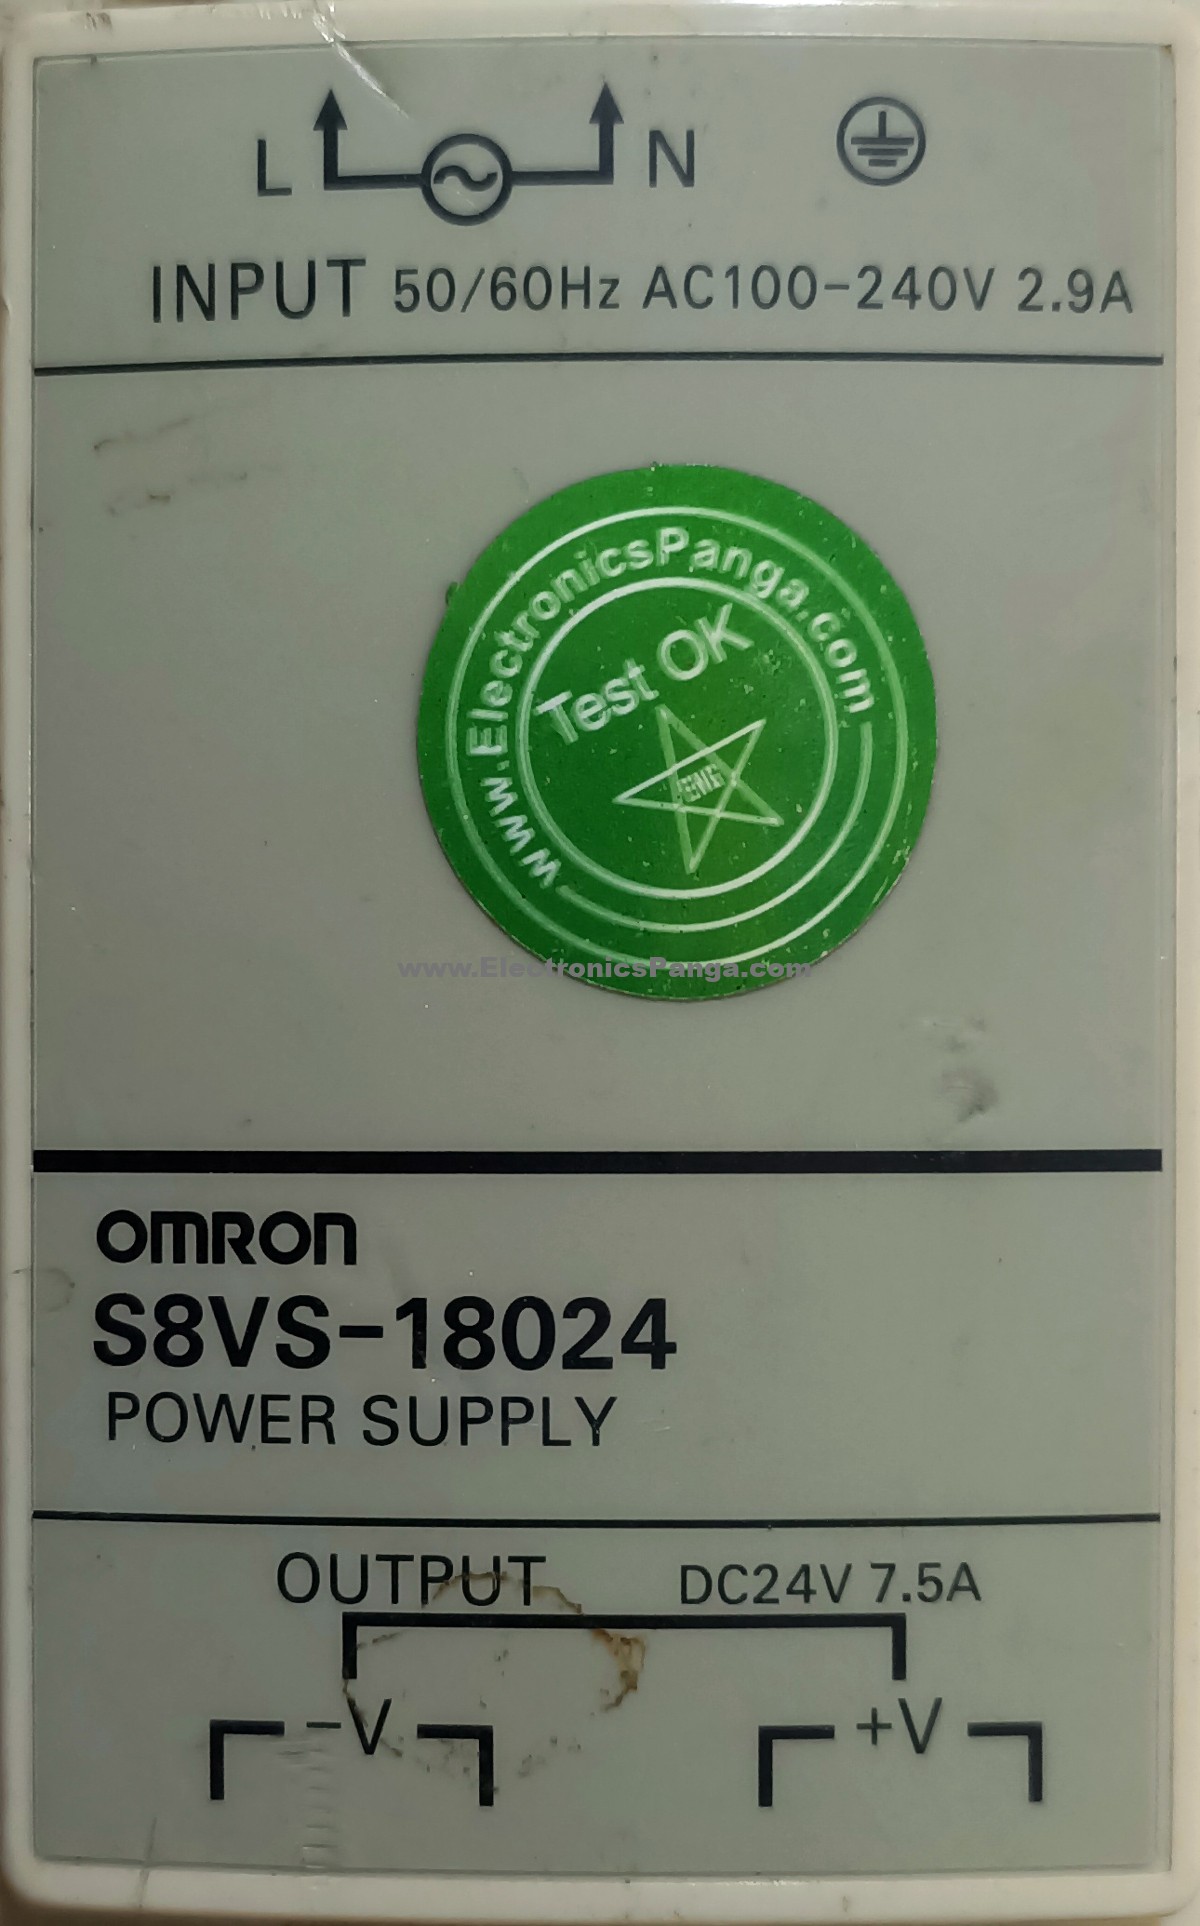 L N
INPUT 50/60Hz AC100-240V 2.9A
www.ElectronicsPanga.com
Test OK
EMG
www.ElectronicsPanga.com
OMRON
S8VS-18024
POWER SUPPLY
OUTPUT DC24V 7.5A
-V +V